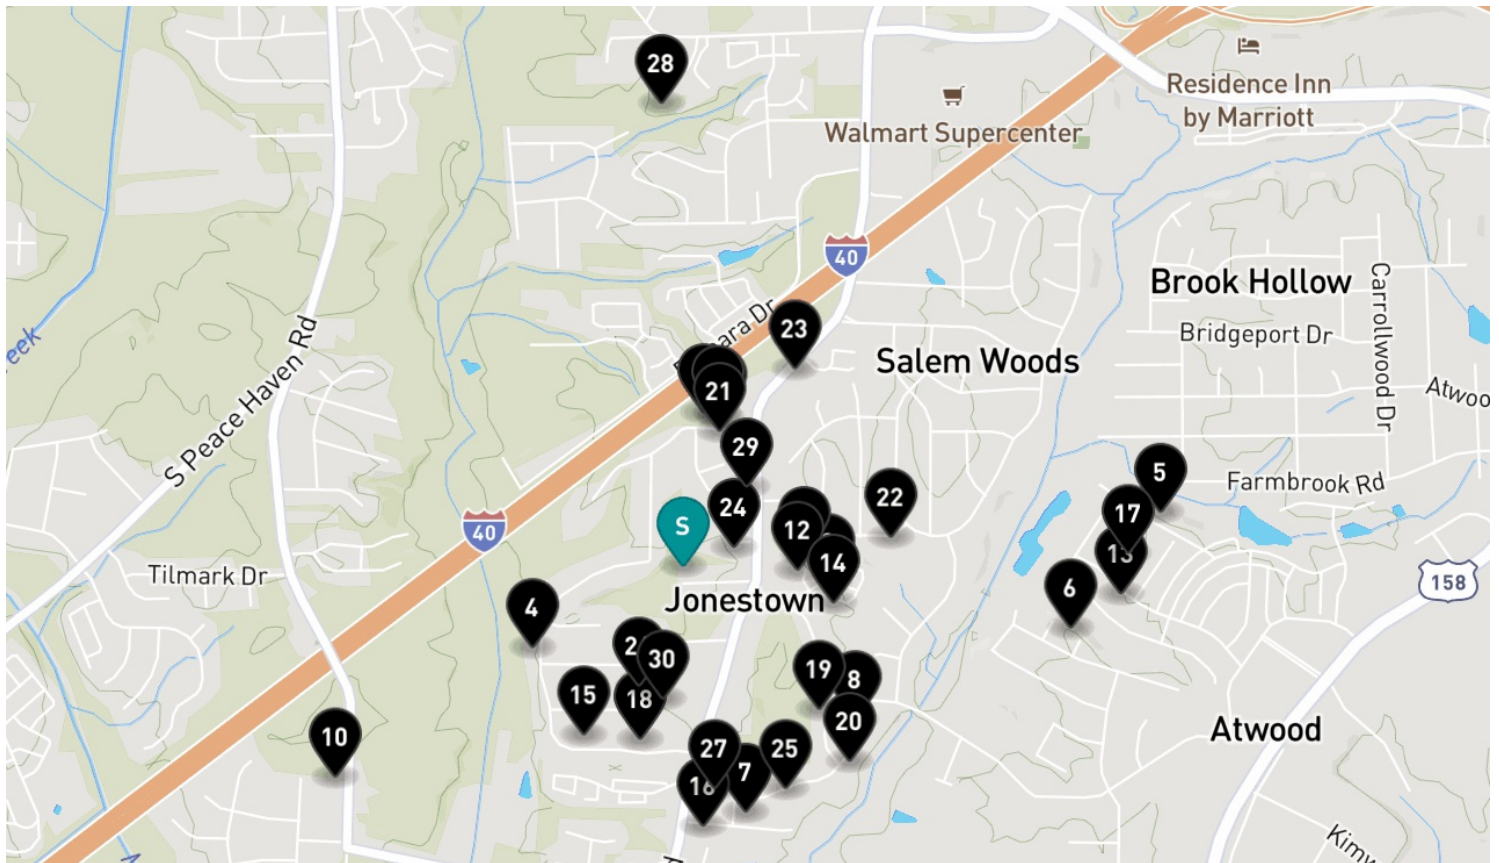 28
Walmart Supercenter
Residence Inn
by Marriott
40
Brook Hollow
Carrollwood Dr
Bridgeport Dr
23
Salem Woods
S Peace Haven Rd
21
29
5
Farmbrook Rd
22
24
17
12
S
40
13
14
158
Tilmark Dr
6
4
Jonestown
30
19
8
15
18
20
Atwood
10
27
25
7
16